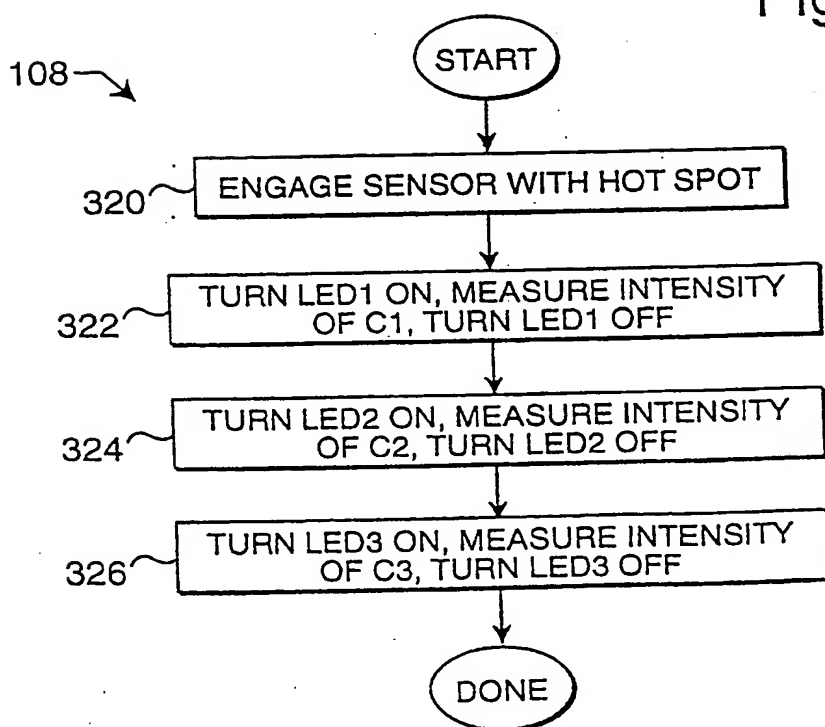 Fig
108
START
320
ENGAGE SENSOR WITH HOT SPOT
322
TURN LED1 ON, MEASURE INTENSITY
OF C1, TURN LED1 OFF
324
TURN LED2 ON, MEASURE INTENSITY
OF C2, TURN LED2 OFF
326
TURN LED3 ON, MEASURE INTENSITY
OF C3, TURN LED3 OFF
DONE